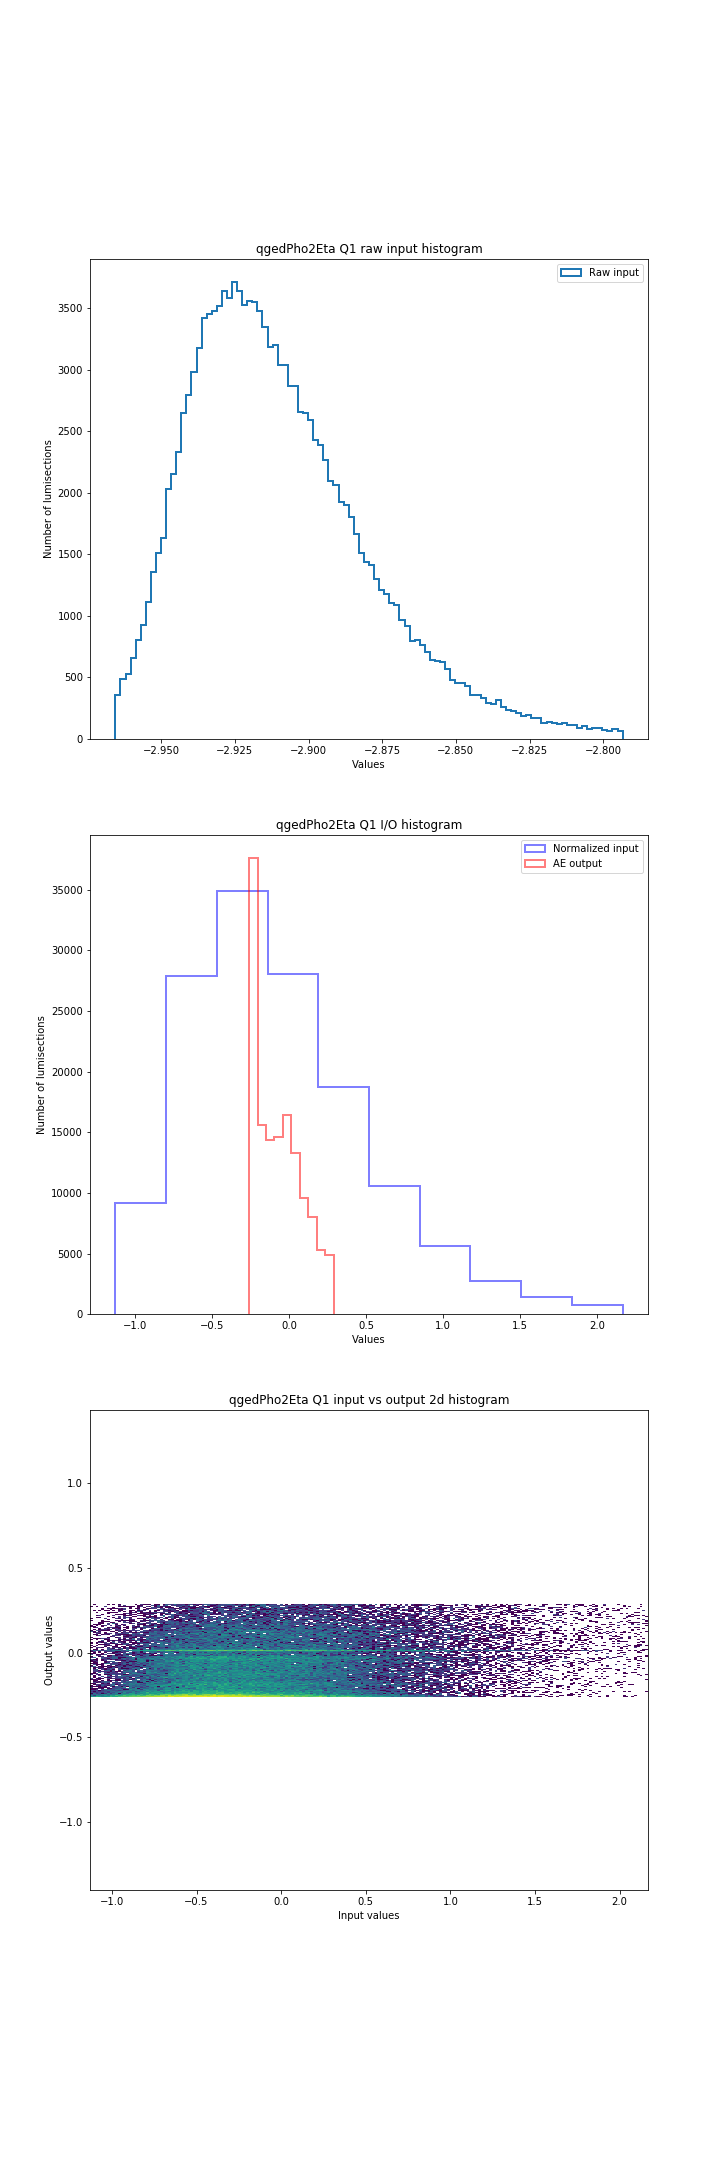 qgedPho2Eta Q1 raw input histogram
Raw input
3500
3000
2500
2000
1500
1000
500
0
Number of lumisections
−2.950 −2.925 −2.900 −2.875 −2.850 −2.825 −2.800
Values
qgedPho2Eta Q1 I/O histogram
Normalized input
AE output
35000
30000
25000
20000
15000
10000
5000
0
Number of lumisections
−1.0 −0.5 0.0 0.5 1.0 1.5 2.0
Values
qgedPho2Eta Q1 input vs output 2d histogram
1.0
0.5
0.0
−0.5
−1.0
Output values
−1.0 −0.5 0.0 0.5 1.0 1.5 2.0
Input values